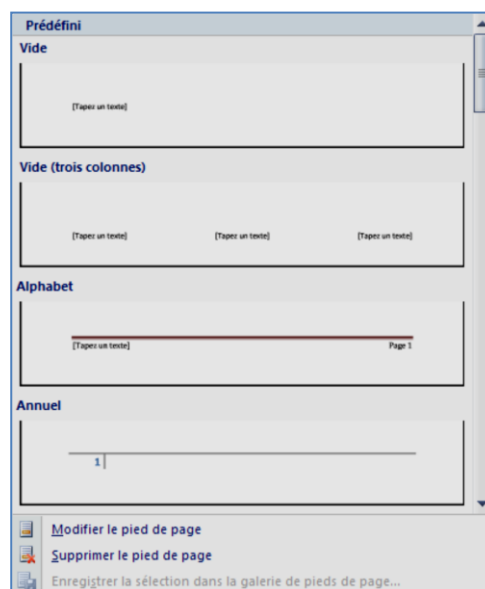 Prédéfini
Vide
[Tapez un texte]
Vide (trois colonnes)
[Tapez un texte] [Tapez un texte] [Tapez un texte]
Alphabet
[Tapez un texte] Page 1
Annuel
1
Modifier le pied de page
Supprimer le pied de page
Enregistrer la sélection dans la galerie de pieds de page...